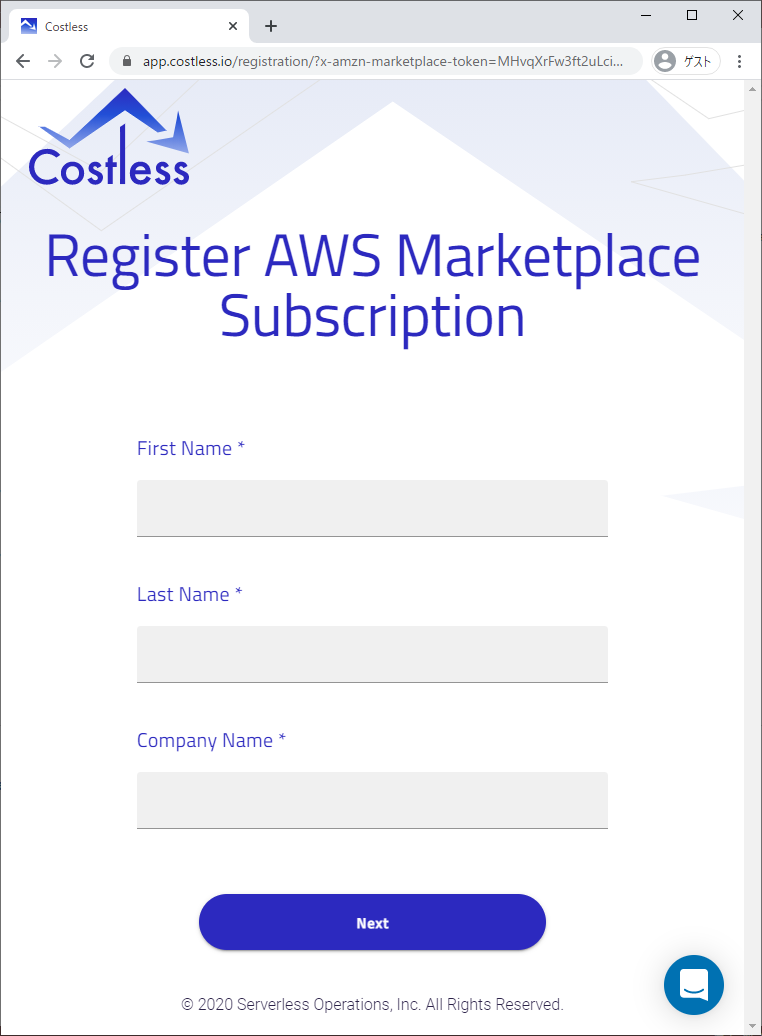 Costless
app.costless.io/registration/?x-amzn-marketplace-token=MHvqXrFw3ft2uLci...
ゲスト
Costless
Register AWS Marketplace
Subscription
First Name *
Last Name *
Company Name *
Next
© 2020 Serverless Operations, Inc. All Rights Reserved.